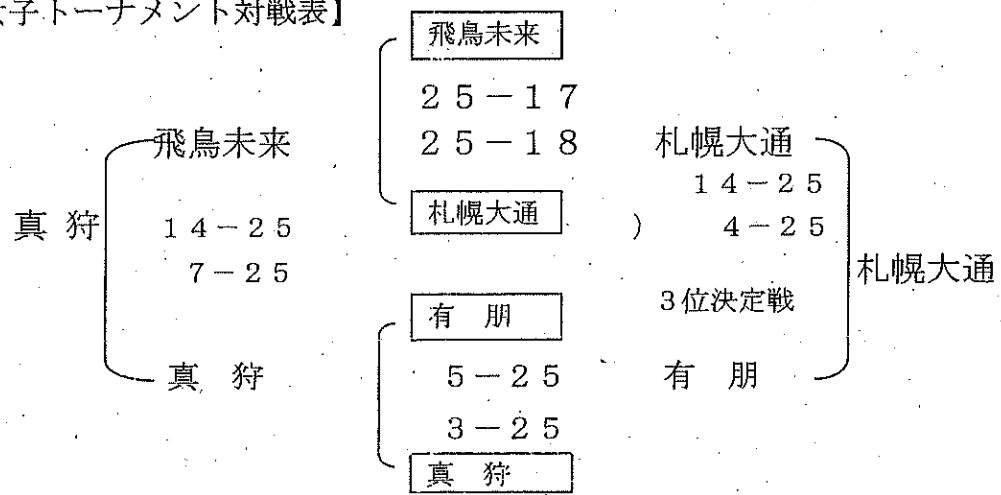 女子トーナメント対戦表】
飛鳥未来
25－17
25－18
札幌大通
有　朋
5－25
3－25
真　狩
飛鳥未来
14－25
7－25
真　狩
真　狩
札幌大通
14－25
)　4－25
3位決定戦
有　朋
札幌大通